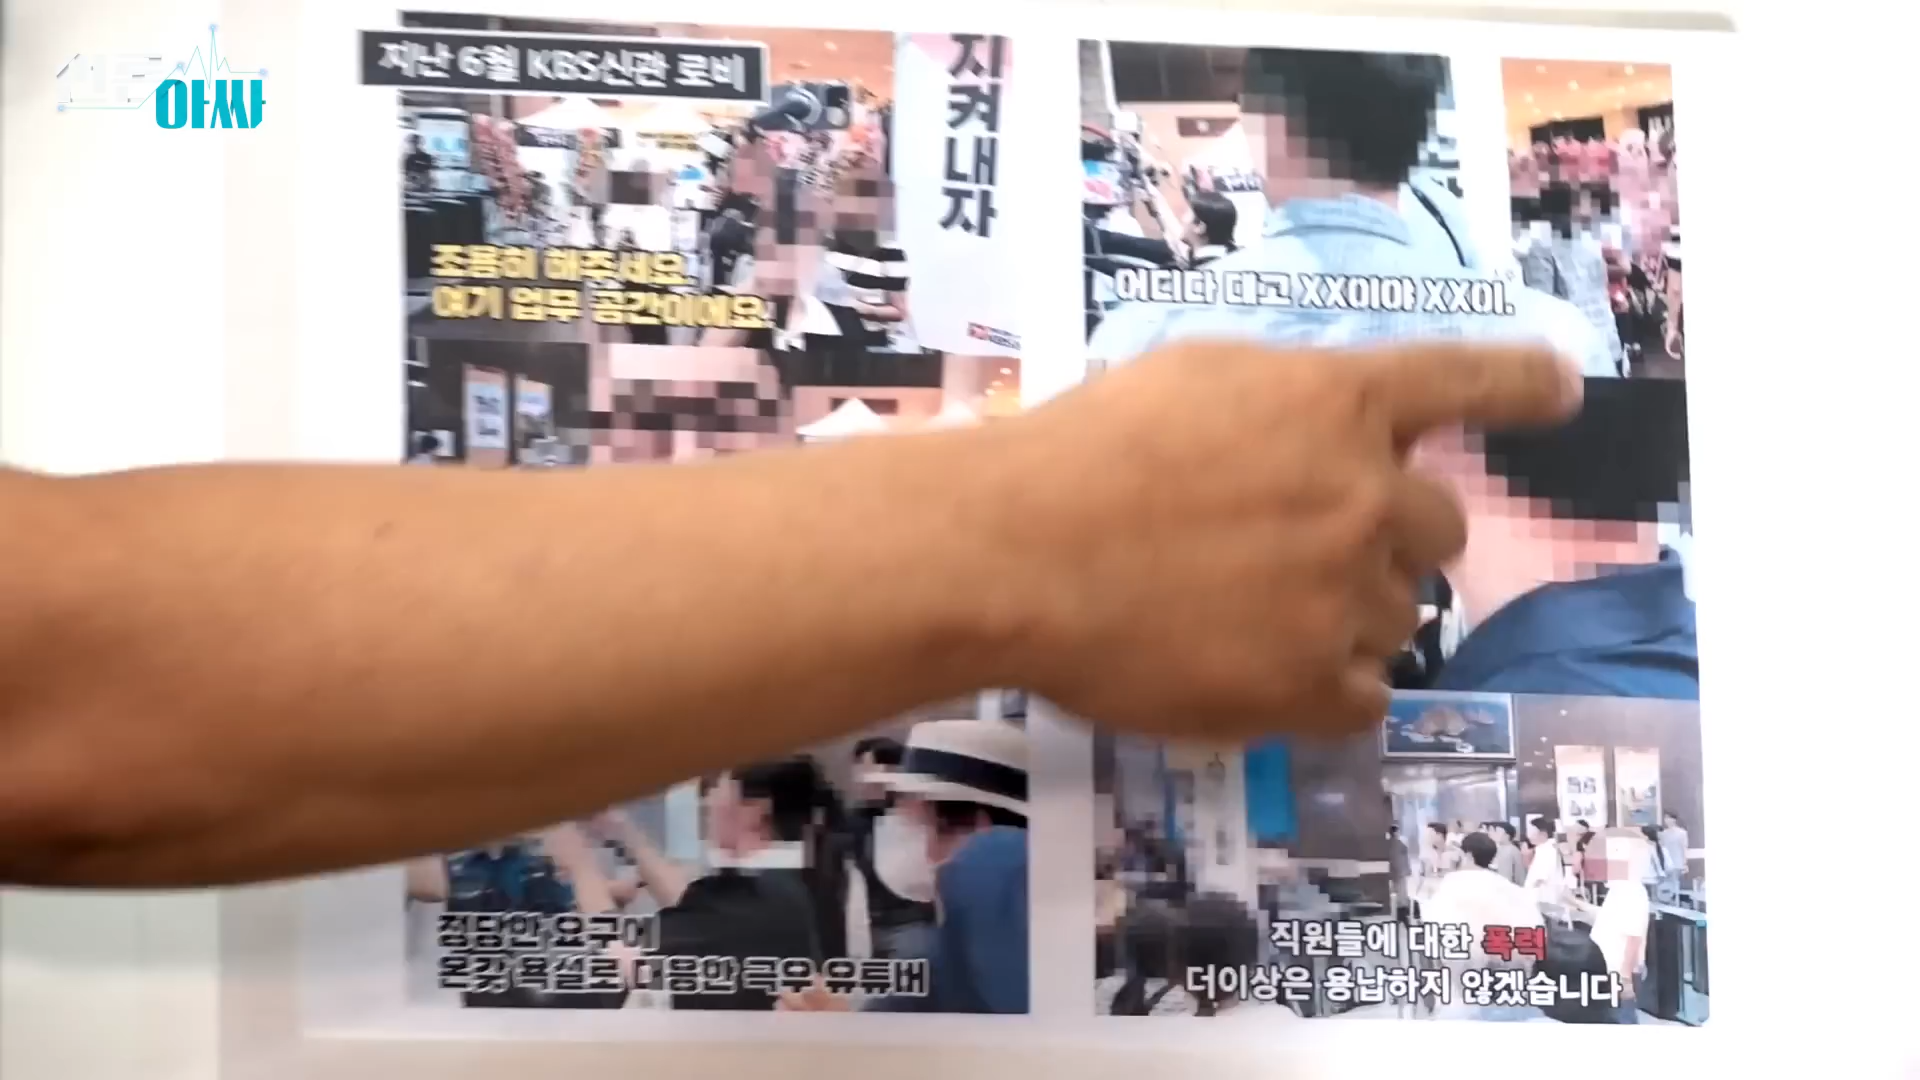 아싸
지난 6월 KBS신관 로비
지켜내자
조용히 해주세요.
여기 업무 공간이에요.
어디다 대고 XX이야 XX이.
정당한 요구에
온갖 욕설로 대응한 극우 유튜버
직원들에 대한 폭력
더이상은 용납하지 않겠습니다